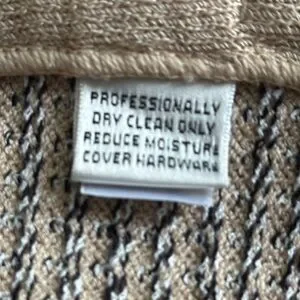 PROFESSIONALLY
DRY CLEAN ONLY
REDUCE MOISTURE
COVER HARDWARE